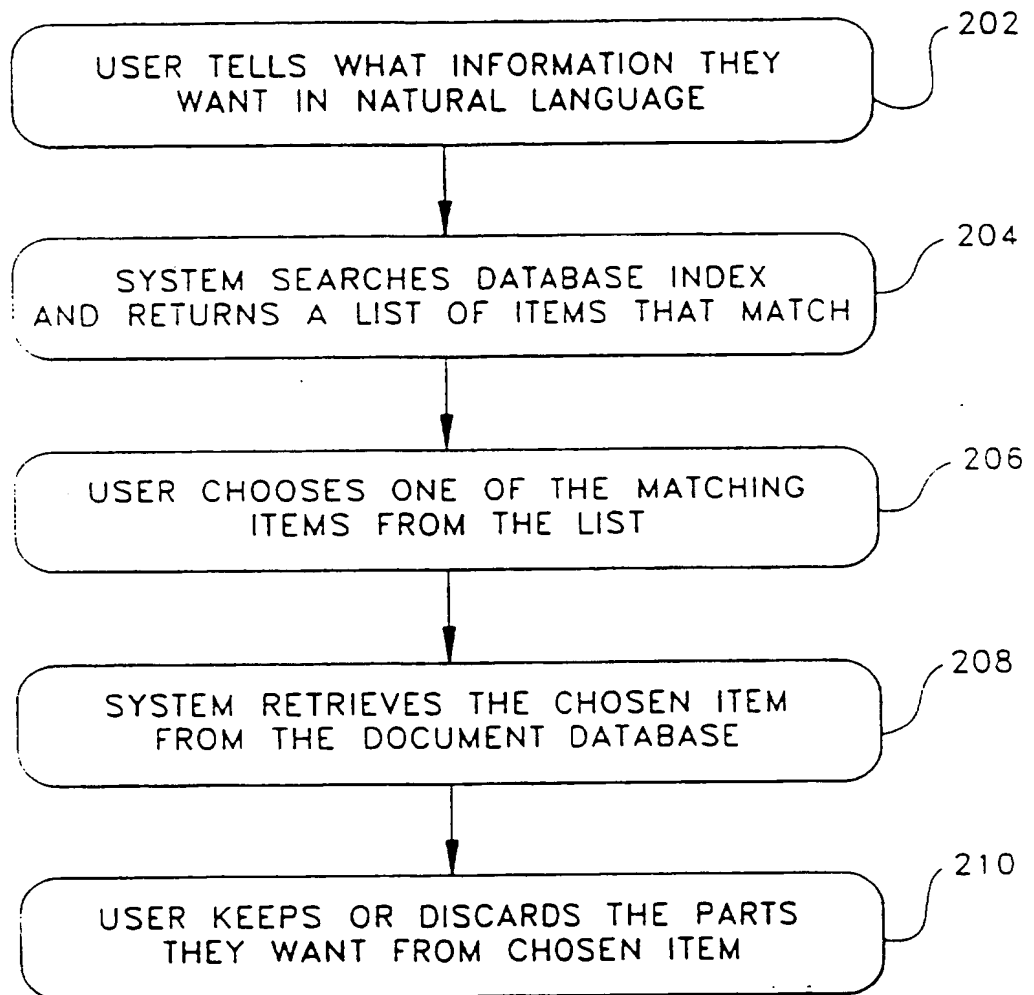 202
USER TELLS WHAT INFORMATION THEY
WANT IN NATURAL LANGUAGE
204
SYSTEM SEARCHES DATABASE INDEX
AND RETURNS A LIST OF ITEMS THAT MATCH
206
USER CHOOSES ONE OF THE MATCHING
ITEMS FROM THE LIST
208
SYSTEM RETRIEVES THE CHOSEN ITEM
FROM THE DOCUMENT DATABASE
210
USER KEEPS OR DISCARDS THE PARTS
THEY WANT FROM CHOSEN ITEM